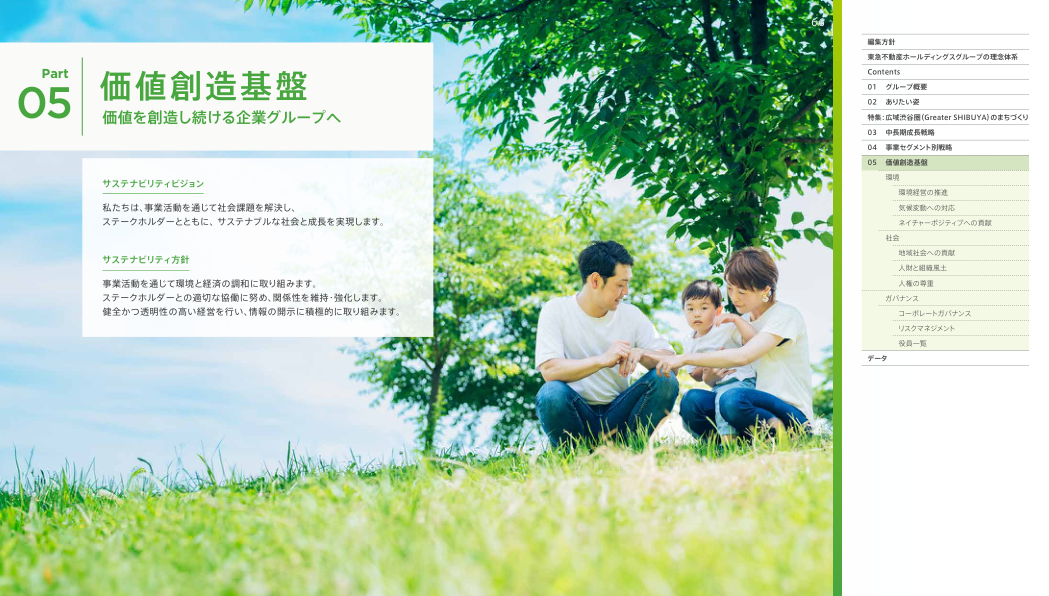 Part
05
価値創造基盤
価値を創造し続ける企業グループへ
サステナビリティビジョン
私たちは、事業活動を通じて社会課題を解決し、
ステークホルダーとともに、サステナブルな社会と成長を実現します。
サステナビリティ方針
事業活動を通じて環境と経済の調和に取り組みます。
ステークホルダーとの適切な協働に努め、関係性を維持・強化します。
健全かつ透明性の高い経営を行い、情報の開示に積極的に取り組みます。
編集方針
東急不動産ホールディングスグループの理念体系
Contents
01 グループ概要
02 ありたい姿
特集：広域渋谷圏（Greater SHIBUYA）のまちづくり
03 中長期成長戦略
04 事業セグメント別戦略
05 価値創造基盤
環境
環境経営の推進
気候変動への対応
ネイチャーポジティブへの貢献
社会
地域社会への貢献
人財と組織風土
人権の尊重
ガバナンス
コーポレートガバナンス
リスクマネジメント
役員一覧
データ